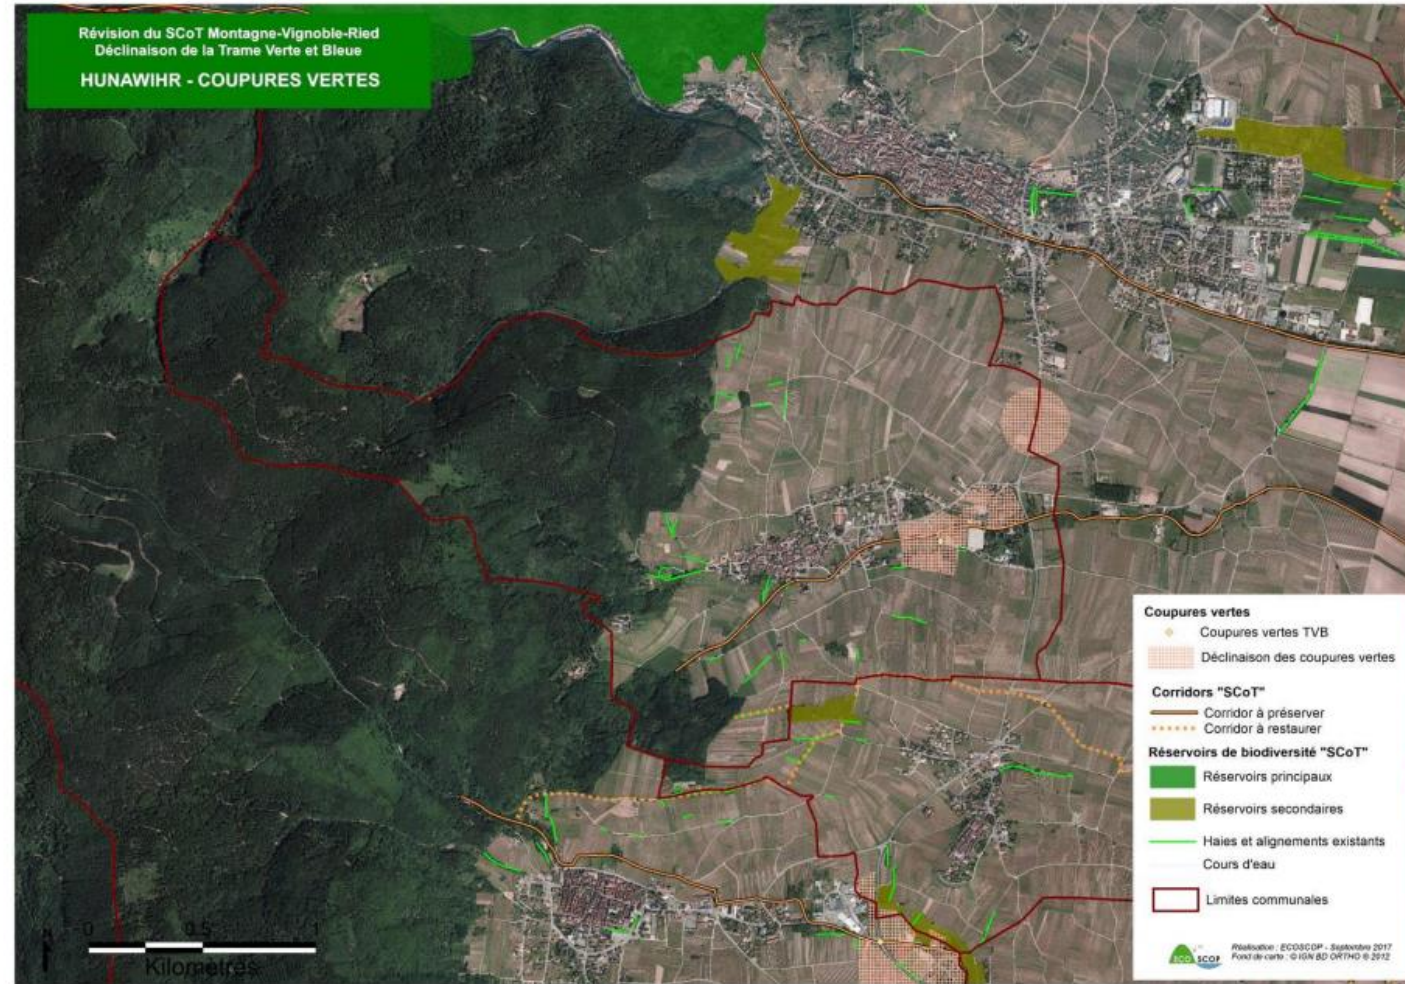 Révision du SCoT Montagne-Vignoble-Ried
Déclinaison de la Trame Verte et Bleue
HUNAWIHR - COUPURES VERTES
Coupures vertes
Coupures vertes TVB
Déclinaison des coupures vertes
Corridors "SCoT"
Corridor à préserver
Corridor à restaurer
Réservoirs de biodiversité "SCoT"
Réservoirs principaux
Réservoirs secondaires
Haies et alignements existants
Cours d'eau
Limites communales
ECO SCOP
Réalisation : ECOSCOP - Septembre 2017
Fond de carte : © IGN BD ORTHO ® 2012
N
0 0.5 1
Kilomètres